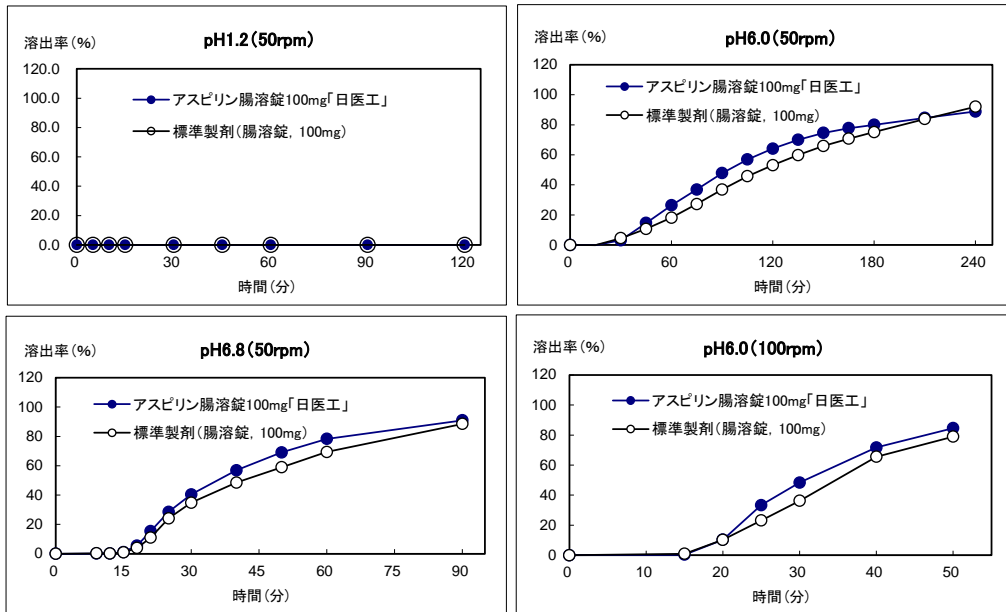 溶出率(%)
pH1.2(50rpm)
120.0
100.0
80.0
60.0
40.0
20.0
0.0
アスピリン腸溶錠100mg「日医工」
標準製剤(腸溶錠, 100mg)
0 30 60 90 120
時間(分)
溶出率(%)
pH6.0(50rpm)
120
100
80
60
40
20
0
アスピリン腸溶錠100mg「日医工」
標準製剤(腸溶錠, 100mg)
0 60 120 180 240
時間(分)
溶出率(%)
pH6.8(50rpm)
120
100
80
60
40
20
0
アスピリン腸溶錠100mg「日医工」
標準製剤(腸溶錠, 100mg)
0 15 30 45 60 75 90
時間(分)
溶出率(%)
pH6.0(100rpm)
120
100
80
60
40
20
0
アスピリン腸溶錠100mg「日医工」
標準製剤(腸溶錠, 100mg)
0 10 20 30 40 50
時間(分)